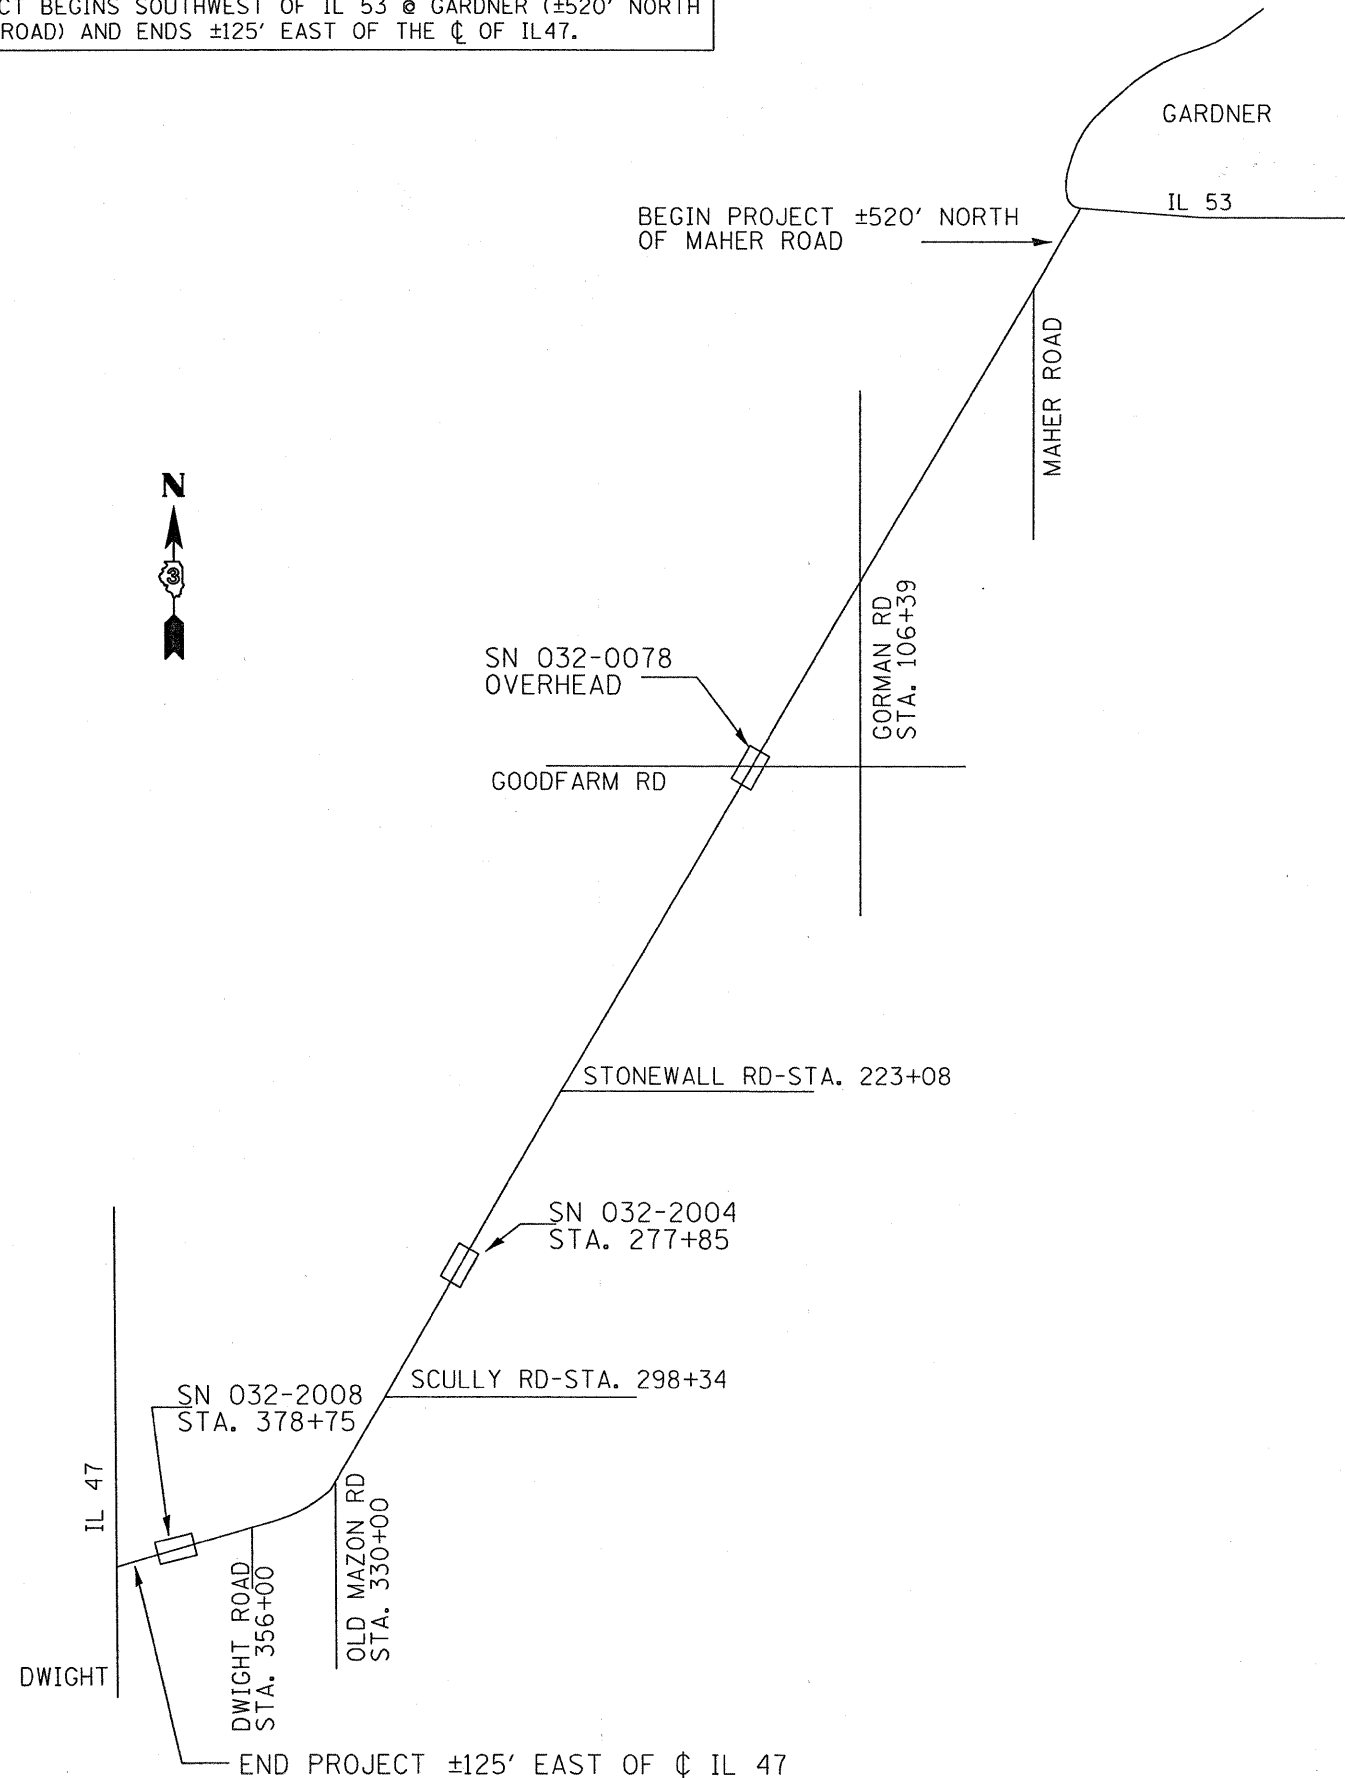 CT BEGINS SOUTHWEST OF IL 53 @ GARDNER (±520' NORTH
ROAD) AND ENDS ±125' EAST OF THE ℄ OF IL47.
GARDNER
IL 53
BEGIN PROJECT ±520' NORTH
OF MAHER ROAD
MAHER ROAD
N
3
GORMAN RD
STA. 106+39
SN 032-0078
OVERHEAD
GOODFARM RD
STONEWALL RD-STA. 223+08
SN 032-2004
STA. 277+85
SCULLY RD-STA. 298+34
SN 032-2008
STA. 378+75
IL 47
OLD MAZON RD
STA. 330+00
DWIGHT ROAD
STA. 356+00
DWIGHT
END PROJECT ±125' EAST OF ℄ IL 47